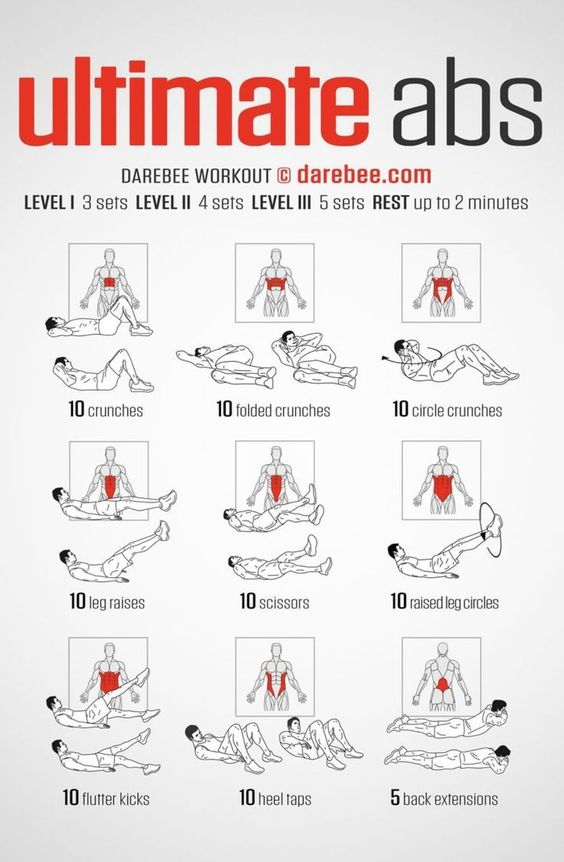 ultimate abs
DAREBEE WORKOUT © darebee.com
LEVEL I 3 sets LEVEL II 4 sets LEVEL III 5 sets REST up to 2 minutes
10 crunches
10 folded crunches
10 circle crunches
10 leg raises
10 scissors
10 raised leg circles
10 flutter kicks
10 heel taps
5 back extensions